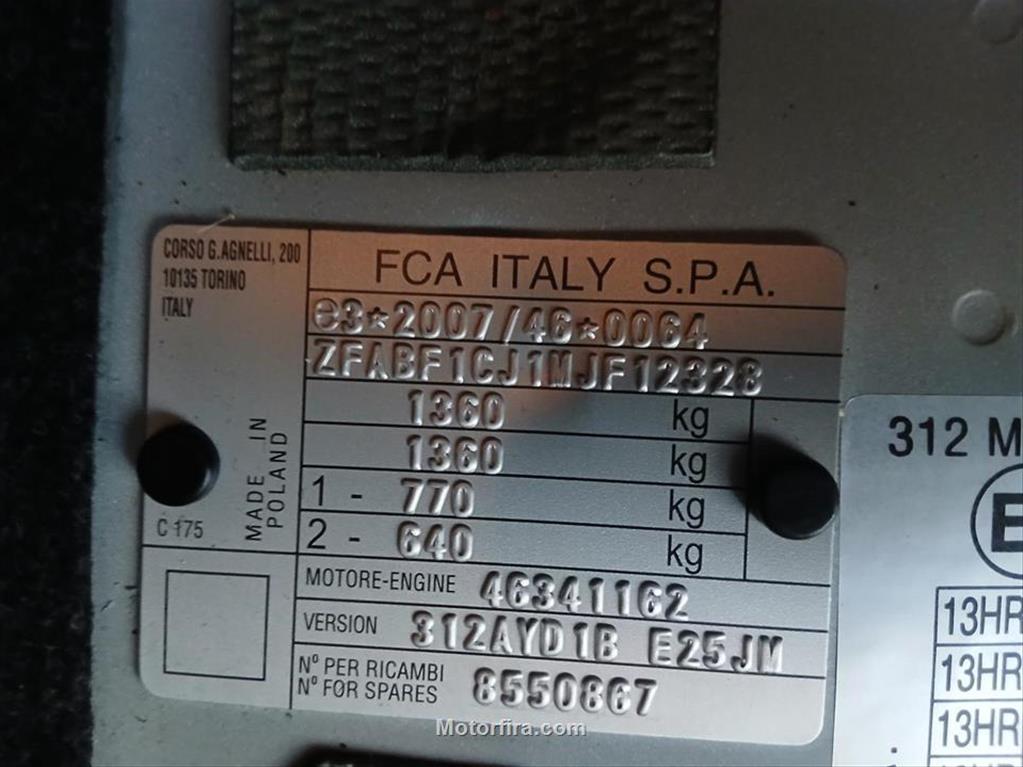 CORSO G.AGNELLI, 200
10135 TORINO
ITALY
FCA ITALY S.P.A.
e3*2007/46*0064
ZFABF1CJ1MJF12328
1360 kg
1360 kg
1 - 770 kg
2 - 640 kg
MADE IN
POLAND
C 175
MOTORE-ENGINE 46341162
VERSION 312AYD1B E25JM
Nº PER RICAMBI
Nº FOR SPARES 8550867
312 M
E
13HR
13HR
13HR
Motorfira.com